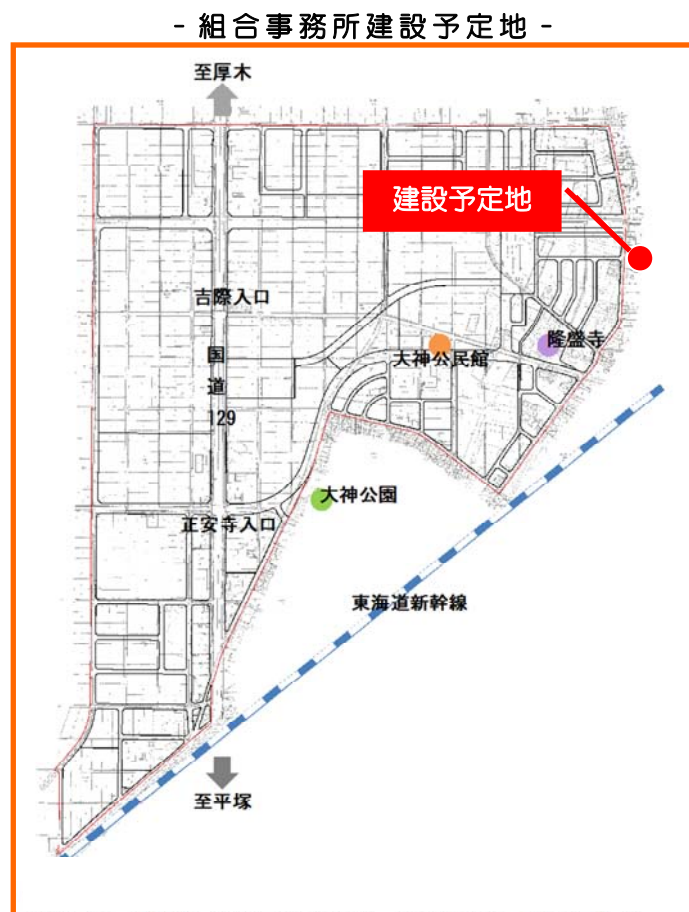 - 組合事務所建設予定地 -
至厚木
建設予定地
吉際入口
国
道
129
大神公民館
隆盛寺
大神公園
正安寺入口
東海道新幹線
至平塚